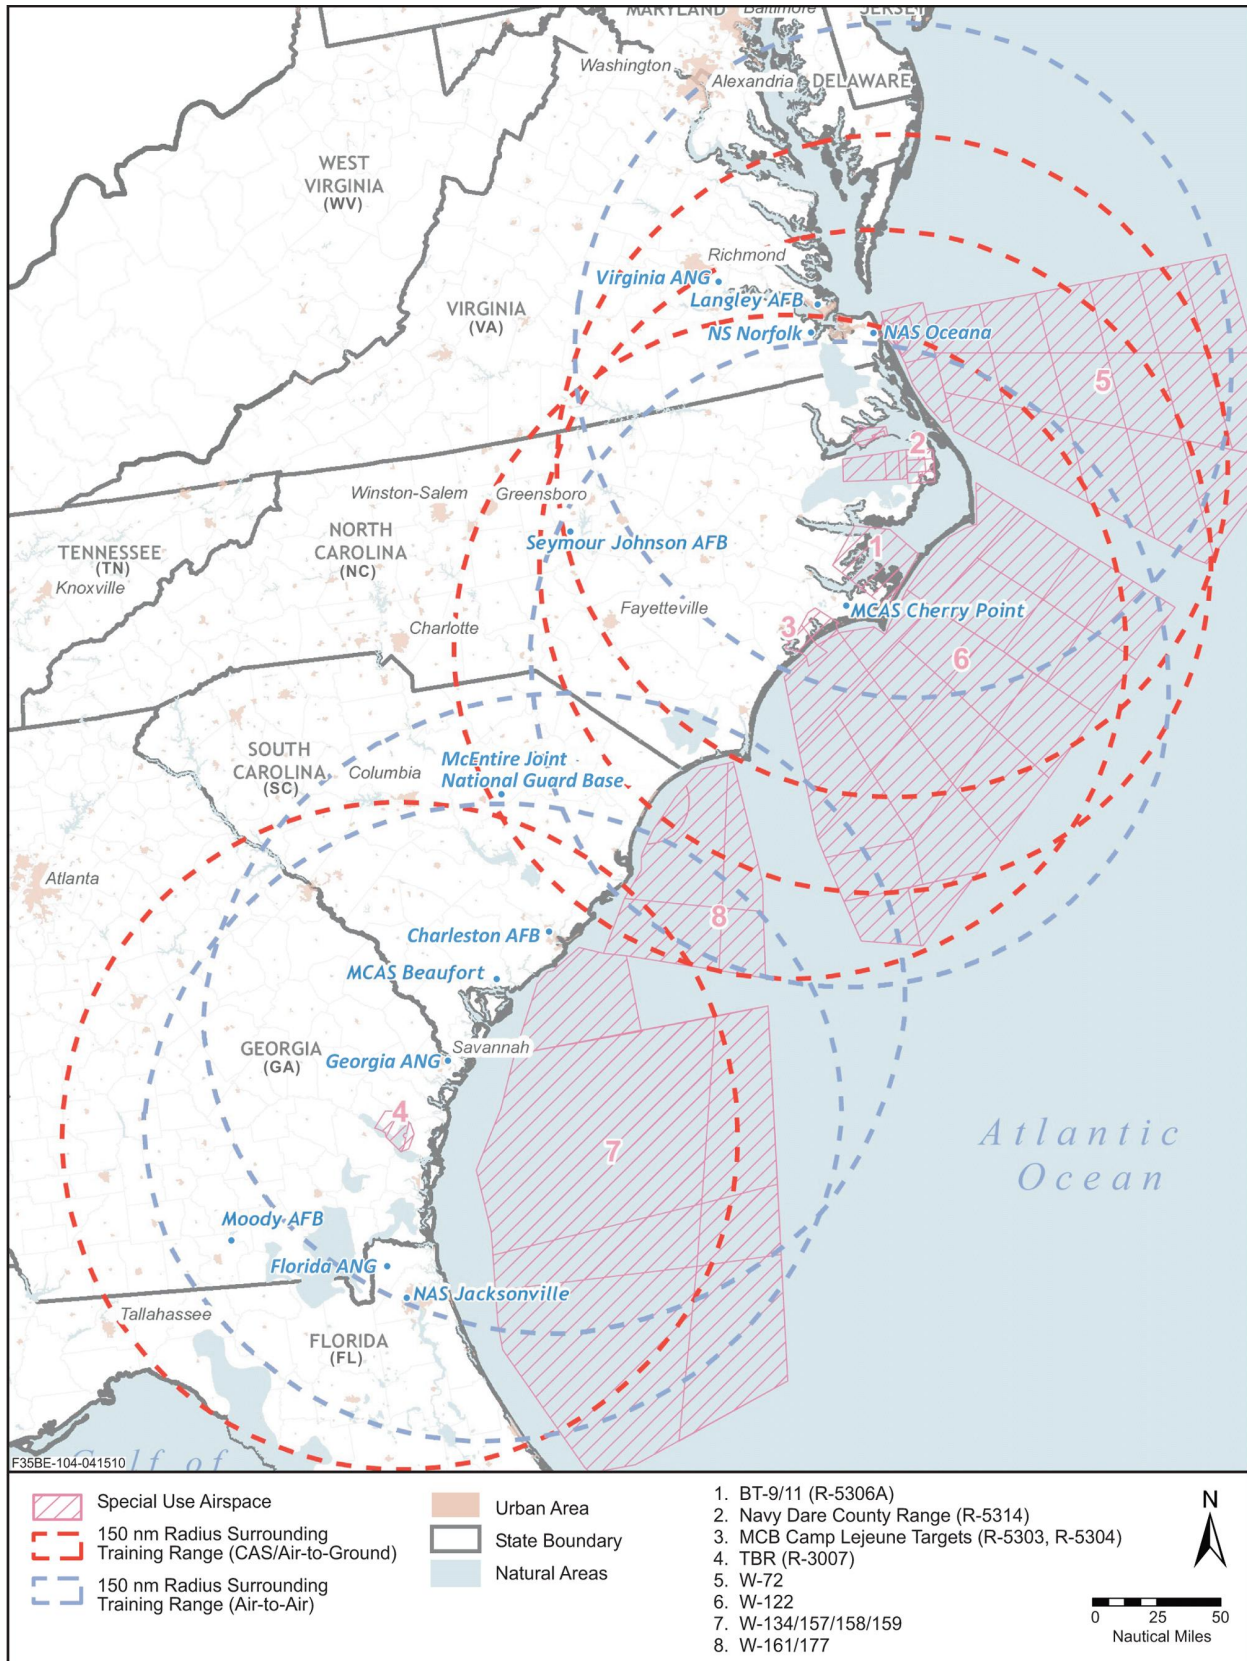 MARYLAND
Baltimore
JERSEY
Washington
Alexandria
DELAWARE
WEST
VIRGINIA
(WV)
Richmond
Virginia ANG
Langley AFB
VIRGINIA
(VA)
NS Norfolk
NAS Oceana
5
2
Winston-Salem
Greensboro
NORTH
CAROLINA
(NC)
Seymour Johnson AFB
1
TENNESSEE
(TN)
Knoxville
Fayetteville
MCAS Cherry Point
Charlotte
3
6
SOUTH
CAROLINA
(SC)
Columbia
McEntire Joint
National Guard Base
Atlanta
8
Charleston AFB
MCAS Beaufort
GEORGIA
(GA)
Georgia ANG
Savannah
4
7
Atlantic
Ocean
Moody AFB
Florida ANG
NAS Jacksonville
Tallahassee
FLORIDA
(FL)
Gulf of
F35BE-104-041510
Special Use Airspace
150 nm Radius Surrounding
Training Range (CAS/Air-to-Ground)
150 nm Radius Surrounding
Training Range (Air-to-Air)
Urban Area
State Boundary
Natural Areas
1. BT-9/11 (R-5306A)
2. Navy Dare County Range (R-5314)
3. MCB Camp Lejeune Targets (R-5303, R-5304)
4. TBR (R-3007)
5. W-72
6. W-122
7. W-134/157/158/159
8. W-161/177
N
0 25 50
Nautical Miles